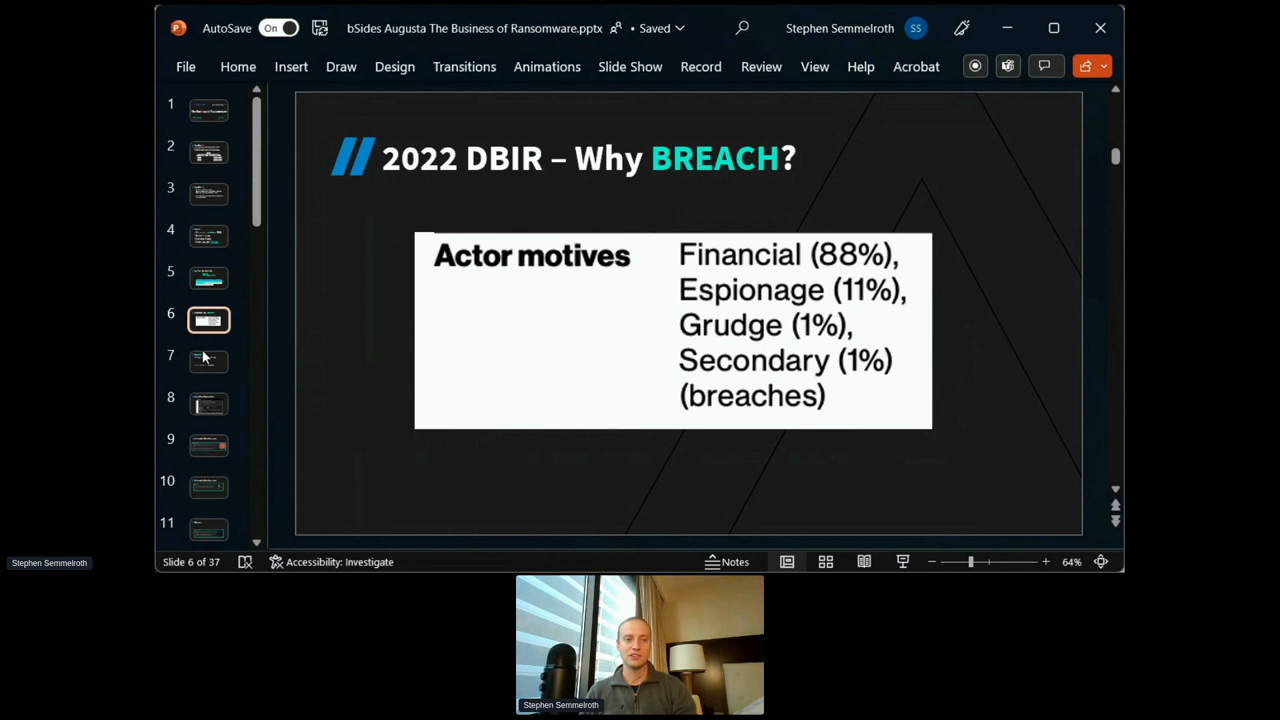 AutoSave On bSides Augusta The Business of Ransomware.pptx • Saved Stephen Semmelroth SS
File Home Insert Draw Design Transitions Animations Slide Show Record Review View Help Acrobat
1
2
3
4
5
6
7
8
9
10
11
2022 DBIR – Why BREACH?
Actor motives Financial (88%),
Espionage (11%),
Grudge (1%),
Secondary (1%)
(breaches)
Slide 6 of 37 Accessibility: Investigate Notes 64%
Stephen Semmelroth
Stephen Semmelroth